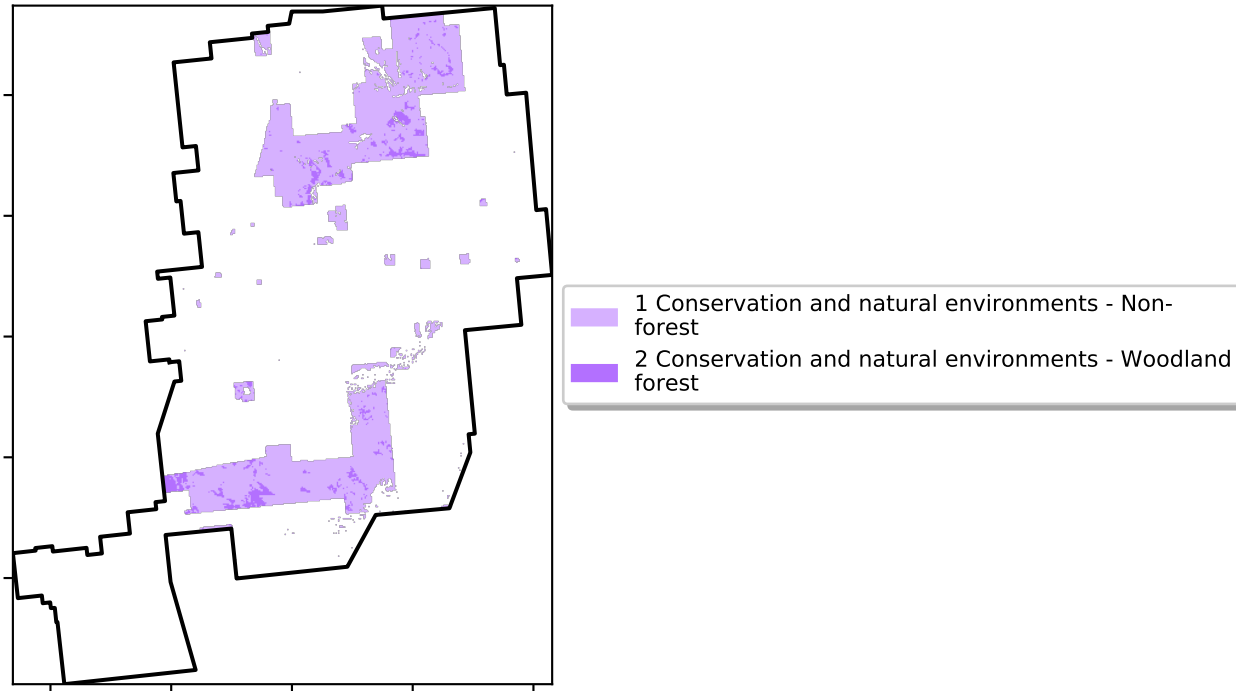 1 Conservation and natural environments - Non-
forest
2 Conservation and natural environments - Woodland
forest